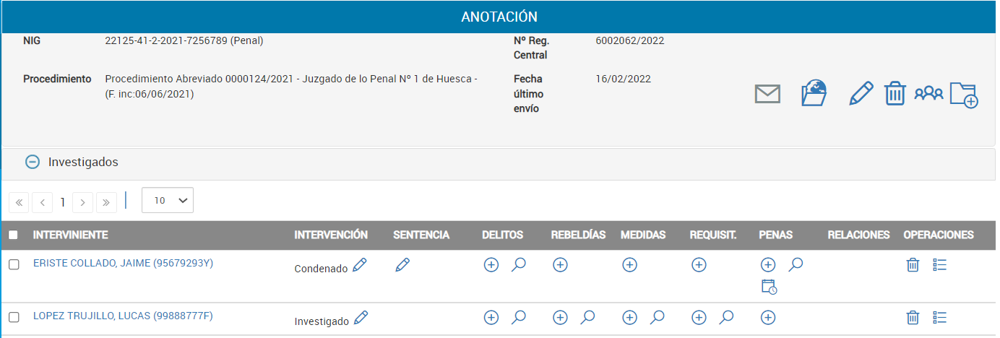 ANOTACIÓN
NIG 22125-41-2-2021-7256789 (Penal) Nº Reg. 6002062/2022
Central
Procedimiento Procedimiento Abreviado 0000124/2021 - Juzgado de lo Penal Nº 1 de Huesca - Fecha 16/02/2022
(F. inc:06/06/2021) último
envío
Investigados
« < 1 > » 10
INTERVINIENTE INTERVENCIÓN SENTENCIA DELITOS REBELDÍAS MEDIDAS REQUISIT. PENAS RELACIONES OPERACIONES
ERISTE COLLADO, JAIME (95679293Y) Condenado
LOPEZ TRUJILLO, LUCAS (99888777F) Investigado